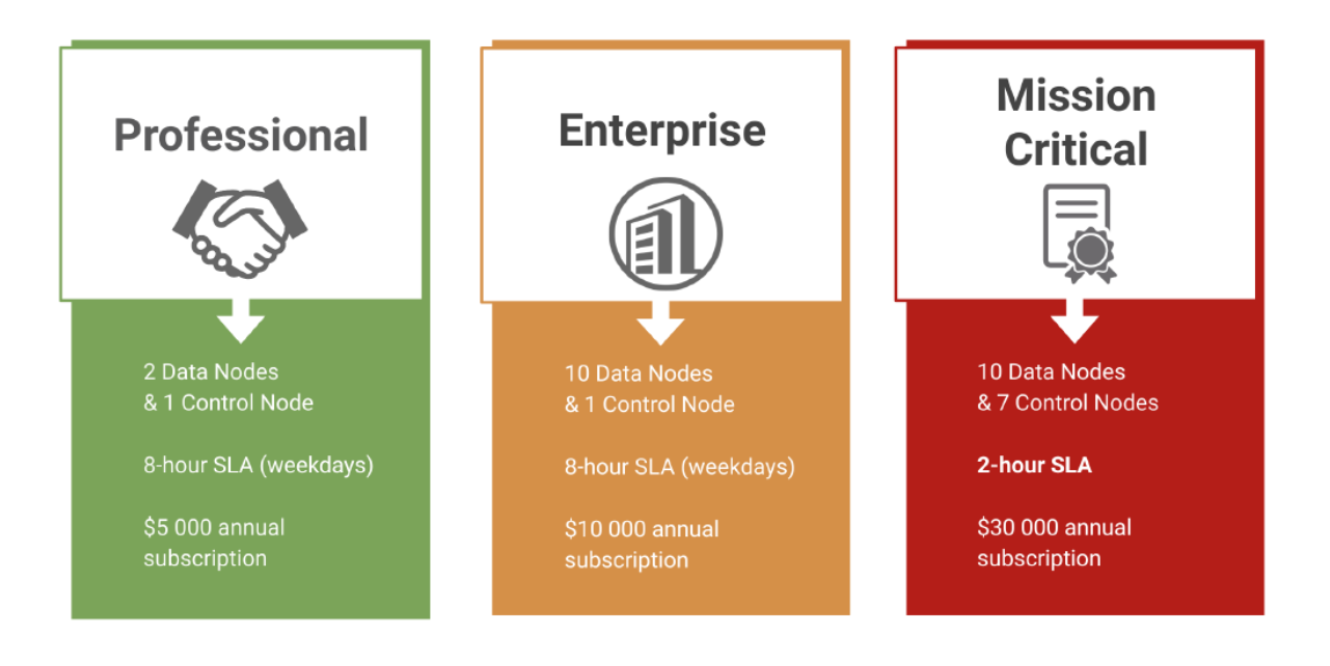 Professional
2 Data Nodes
& 1 Control Node
8-hour SLA (weekdays)
$5 000 annual
subscription
Enterprise
10 Data Nodes
& 1 Control Node
8-hour SLA (weekdays)
$10 000 annual
subscription
Mission
Critical
10 Data Nodes
& 7 Control Nodes
2-hour SLA
$30 000 annual
subscription